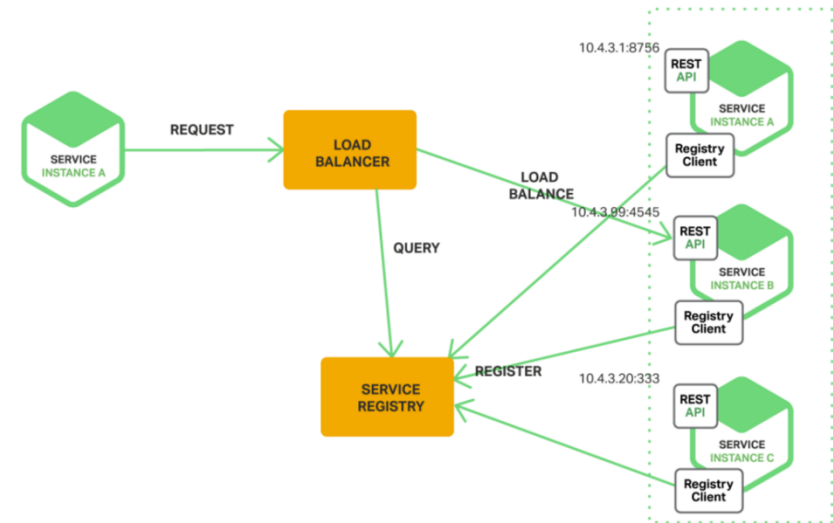 SERVICE
INSTANCE A
REQUEST
LOAD
BALANCER
QUERY
SERVICE
REGISTRY
LOAD
BALANCE
REGISTER
10.4.3.1:8756
REST
API
SERVICE
INSTANCE A
Registry
Client
10.4.3.99:4545
REST
API
SERVICE
INSTANCE B
Registry
Client
10.4.3.20:333
REST
API
SERVICE
INSTANCE C
Registry
Client